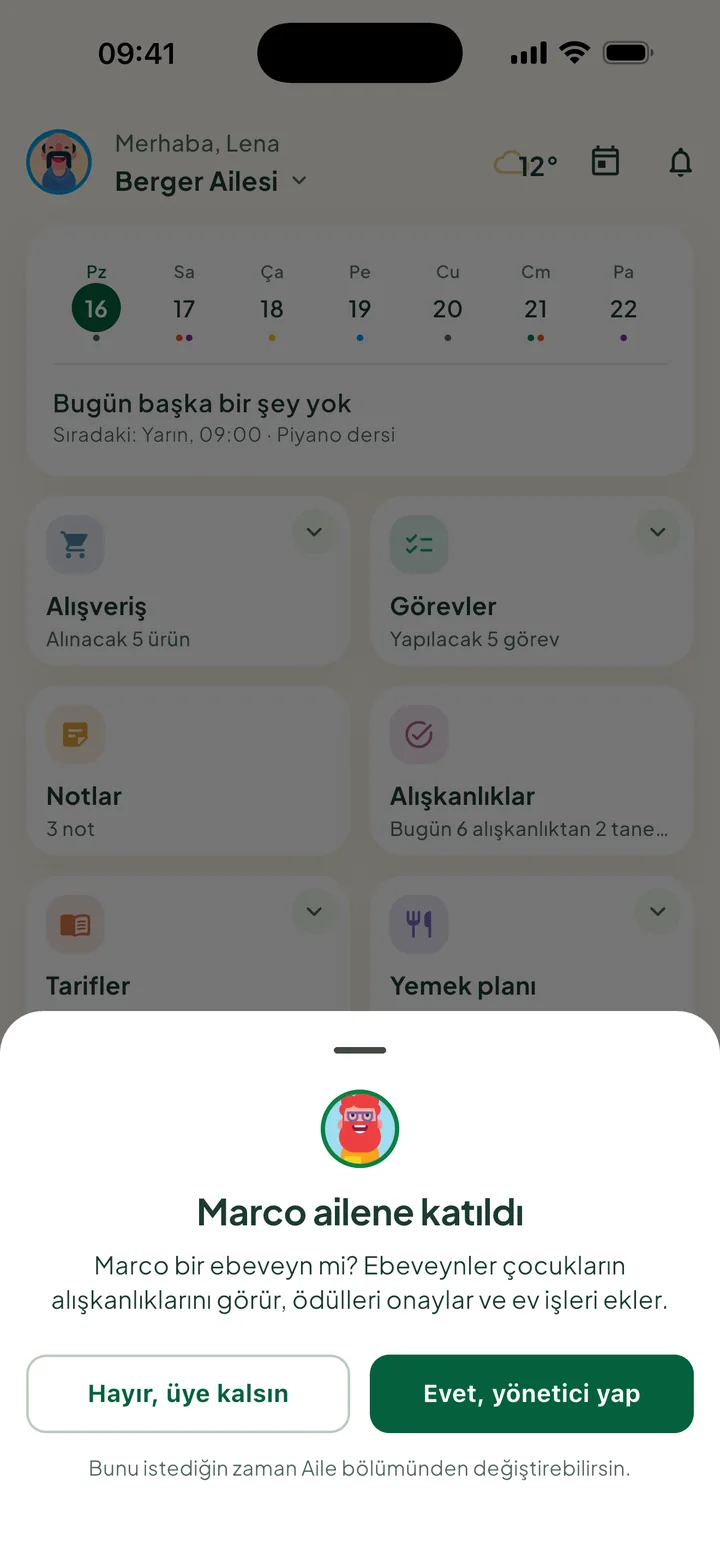 09:41
Merhaba, Lena
Berger Ailesi
12°
Pz Sa Ça Pe Cu Cm Pa
16 17 18 19 20 21 22
Bugün başka bir şey yok
Sıradaki: Yarın, 09:00 · Piyano dersi
Alışveriş
Alınacak 5 ürün
Görevler
Yapılacak 5 görev
Notlar
3 not
Alışkanlıklar
Bugün 6 alışkanlıktan 2 tane...
Tarifler
Yemek planı
Marco ailene katıldı
Marco bir ebeveyn mi? Ebeveynler çocukların
alışkanlıklarını görür, ödülleri onaylar ve ev işleri ekler.
Hayır, üye kalsın
Evet, yönetici yap
Bunu istediğin zaman Aile bölümünden değiştirebilirsin.